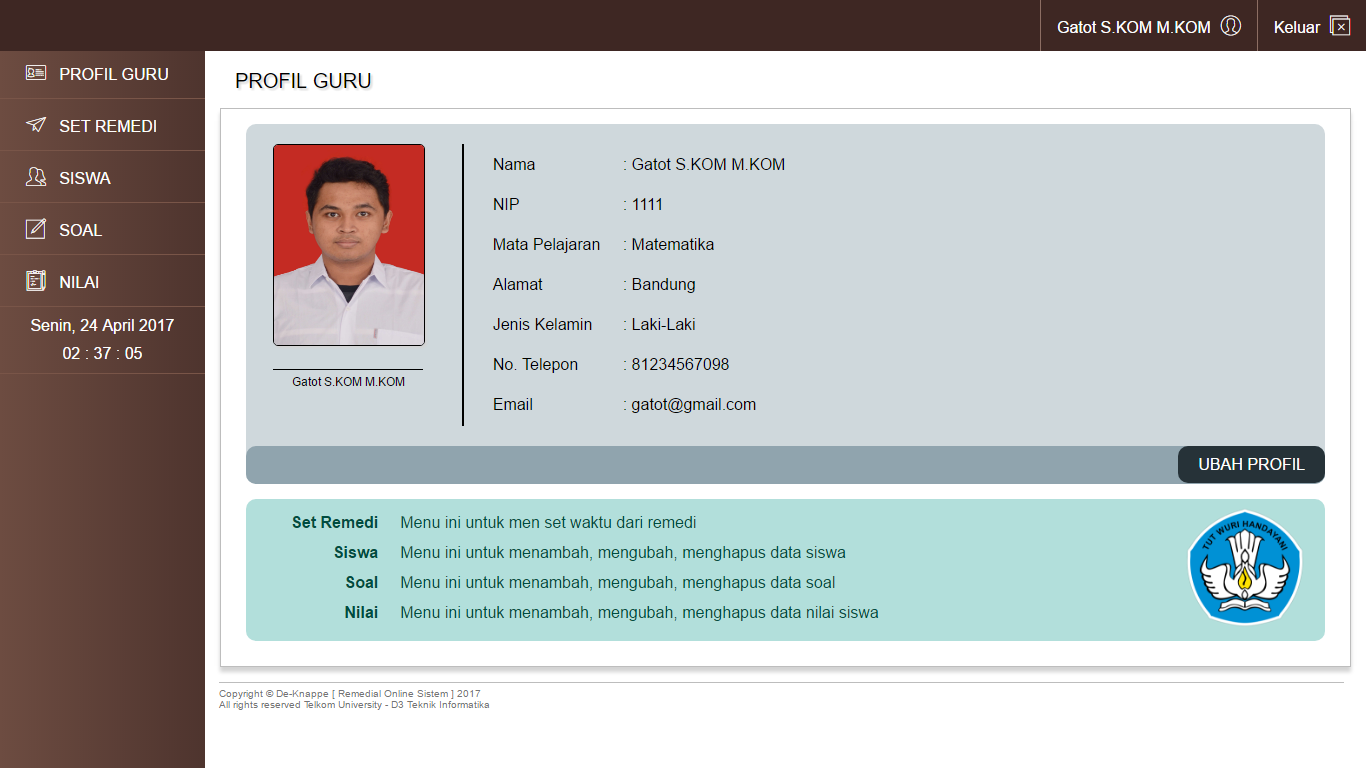 Gatot S.KOM M.KOM
Keluar
PROFIL GURU
SET REMEDI
SISWA
SOAL
NILAI
Senin, 24 April 2017
02 : 37 : 05
PROFIL GURU
Gatot S.KOM M.KOM
Nama : Gatot S.KOM M.KOM
NIP : 1111
Mata Pelajaran : Matematika
Alamat : Bandung
Jenis Kelamin : Laki-Laki
No. Telepon : 81234567098
Email : gatot@gmail.com
UBAH PROFIL
Set Remedi Menu ini untuk men set waktu dari remedi
Siswa Menu ini untuk menambah, mengubah, menghapus data siswa
Soal Menu ini untuk menambah, mengubah, menghapus data soal
Nilai Menu ini untuk menambah, mengubah, menghapus data nilai siswa
TUT WURI HANDAYANI
Copyright © De-Knappe [ Remedial Online Sistem ] 2017
All rights reserved Telkom University - D3 Teknik Informatika